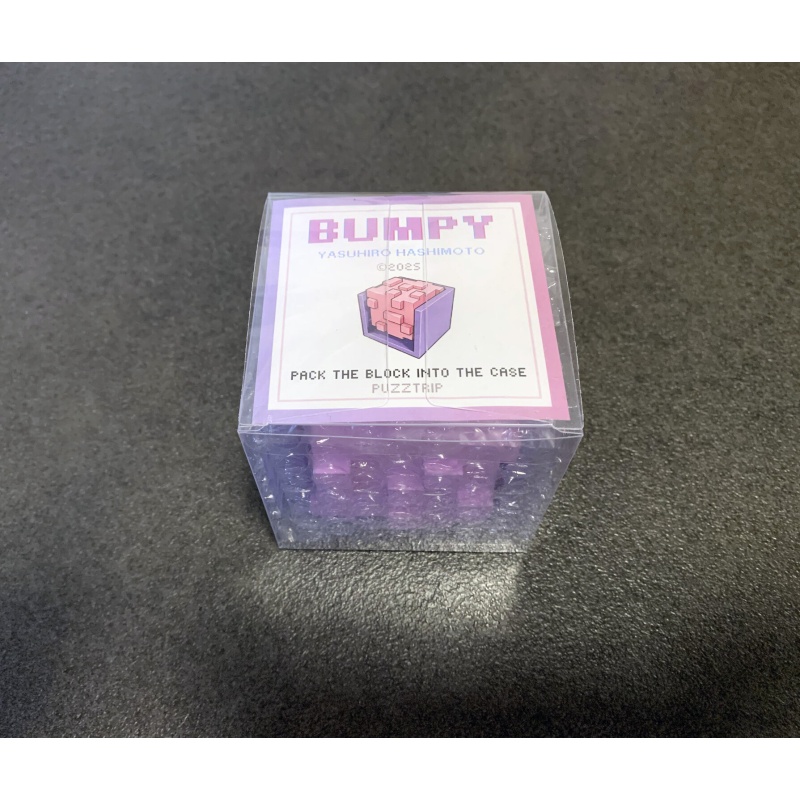 BUMPY
YASUHIRO HASHIMOTO
©2025
PACK THE BLOCK INTO THE CASE
PUZZTRIP